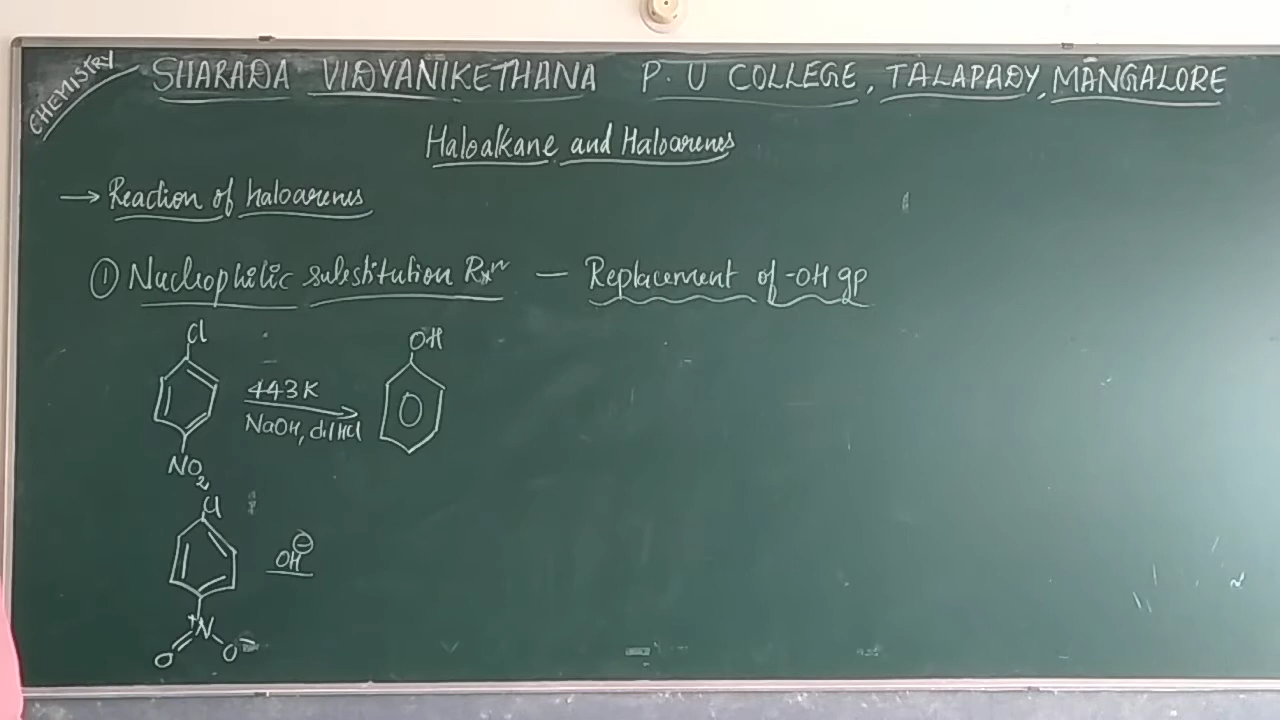 CHEMISTRY
SHARADA VIDYANIKETHANA P.U COLLEGE, TALAPADY, MANGALORE
Haloalkane and Haloarenes
→ Reaction of haloarenes
① Nucleophilic substitution Rxⁿ — Replacement of -OH gp
Cl
OH
443K
NaOH, dil HCl
NO₂
Cl
OH⊖
+N
O O⁻